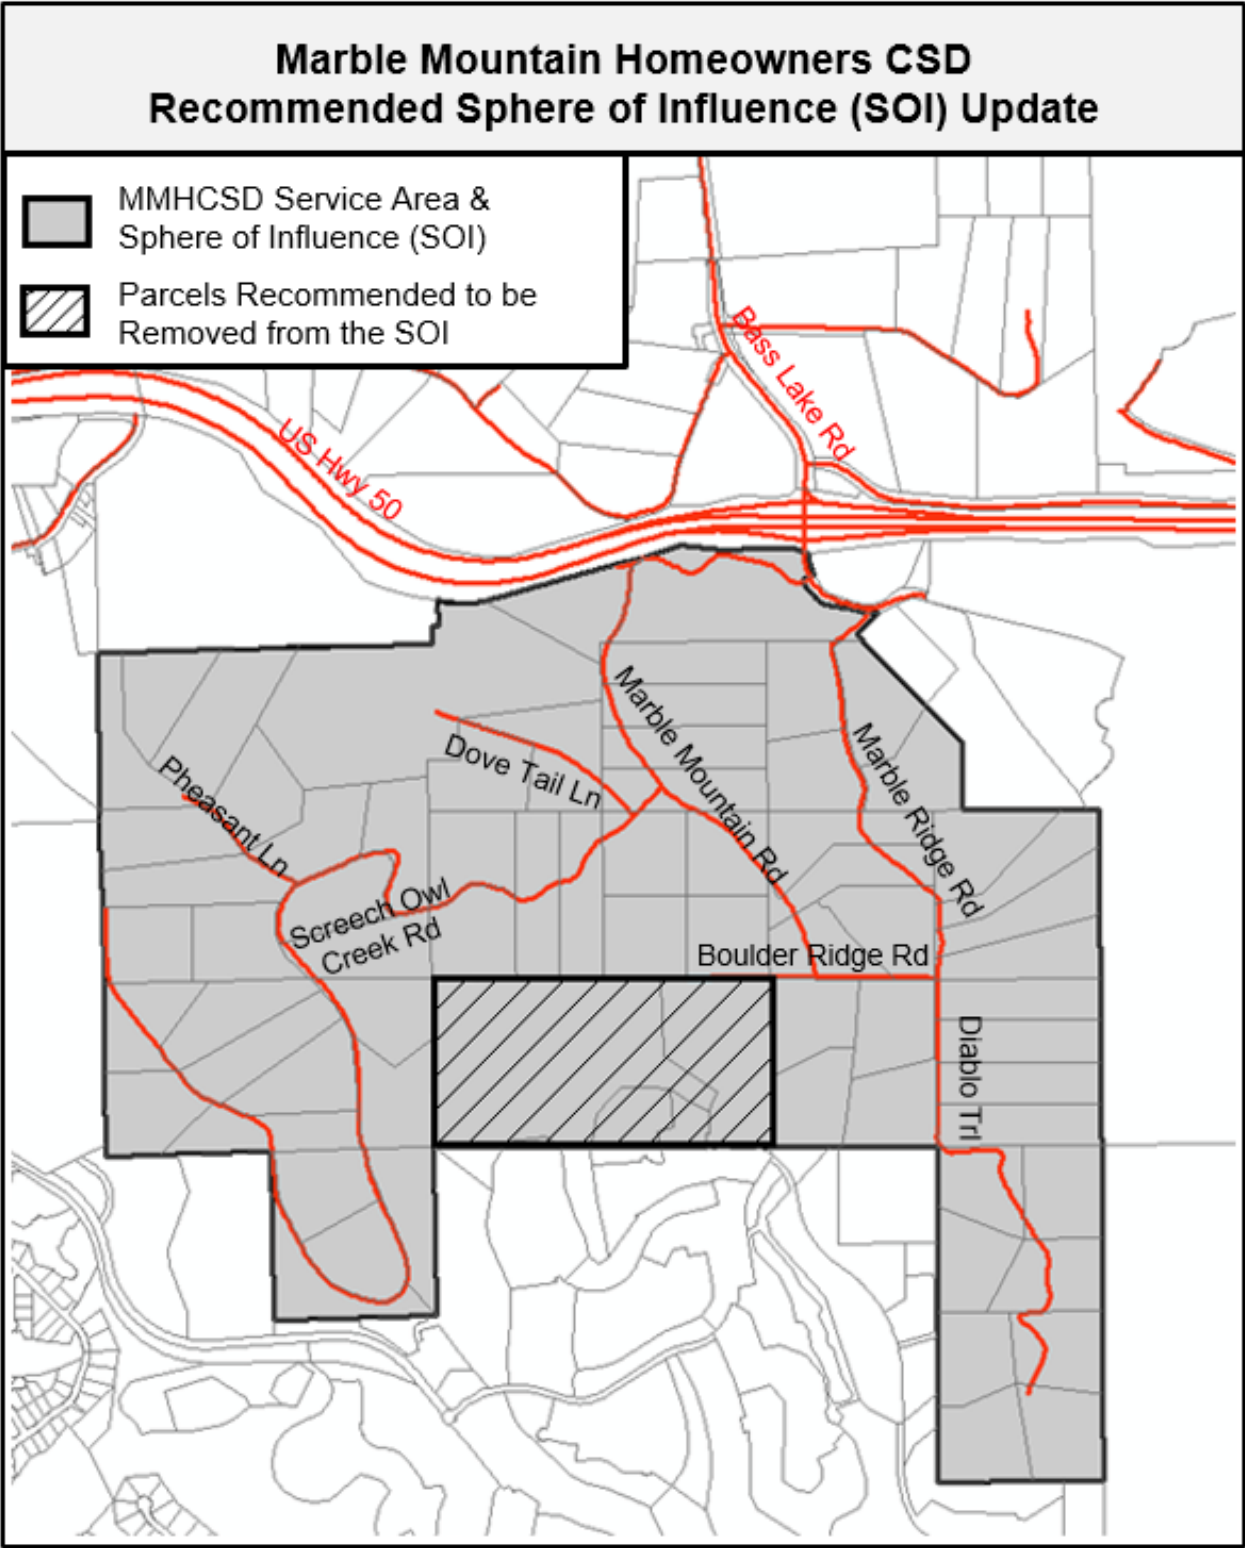 Marble Mountain Homeowners CSD
Recommended Sphere of Influence (SOI) Update
MMHCSD Service Area &
Sphere of Influence (SOI)
Parcels Recommended to be
Removed from the SOI
Bass Lake Rd
US Hwy 50
Marble Mountain Rd
Dove Tail Ln
Marble Ridge Rd
Pheasant Ln
Screech Owl
Creek Rd
Boulder Ridge Rd
Diablo Trl